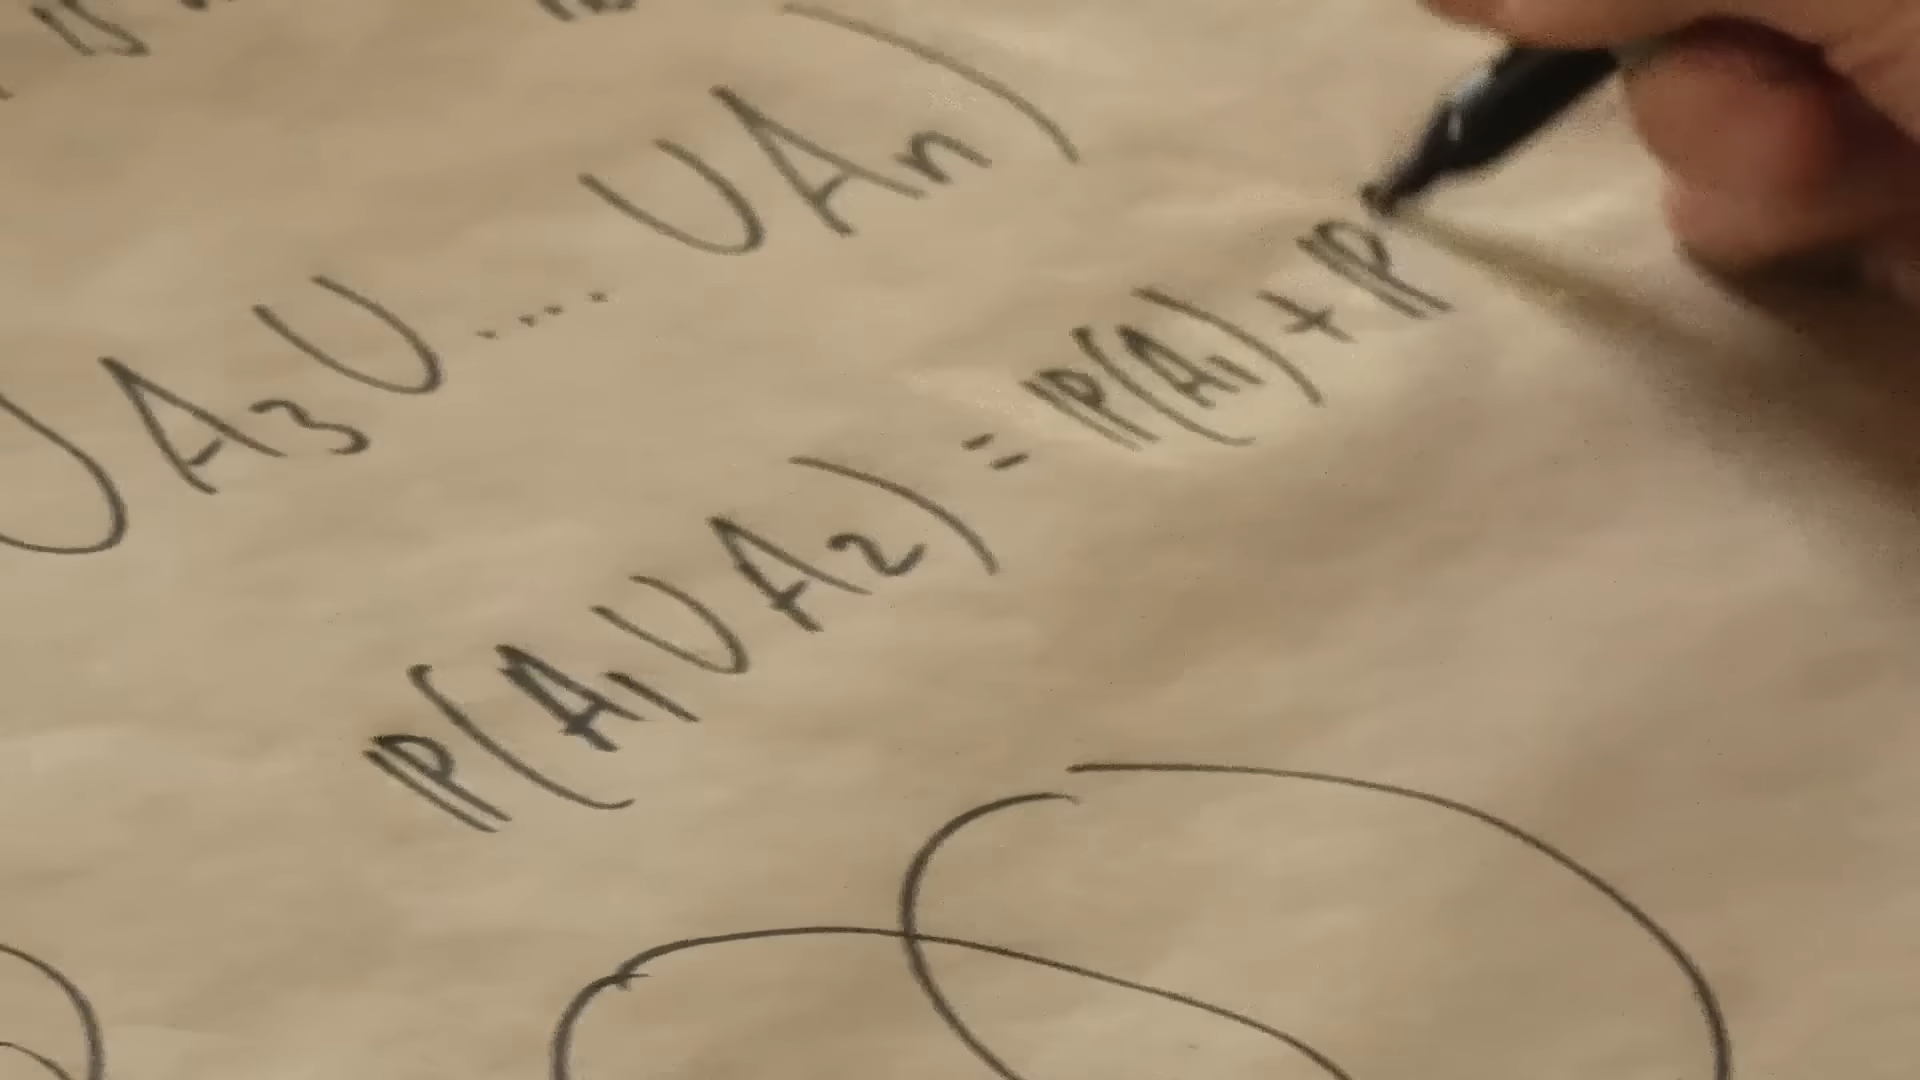 ∪A₃∪....∪Aₙ)
ℙ(A₁∪A₂) = ℙ(A₁)+ℙ